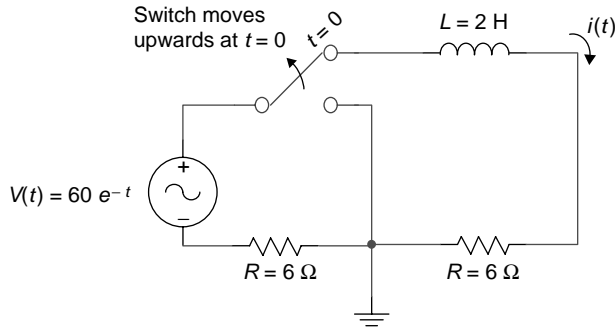 Switch moves
upwards at t = 0
t = 0
L = 2 H
i(t)
+
V(t) = 60 e− t
−
R = 6 Ω
R = 6 Ω